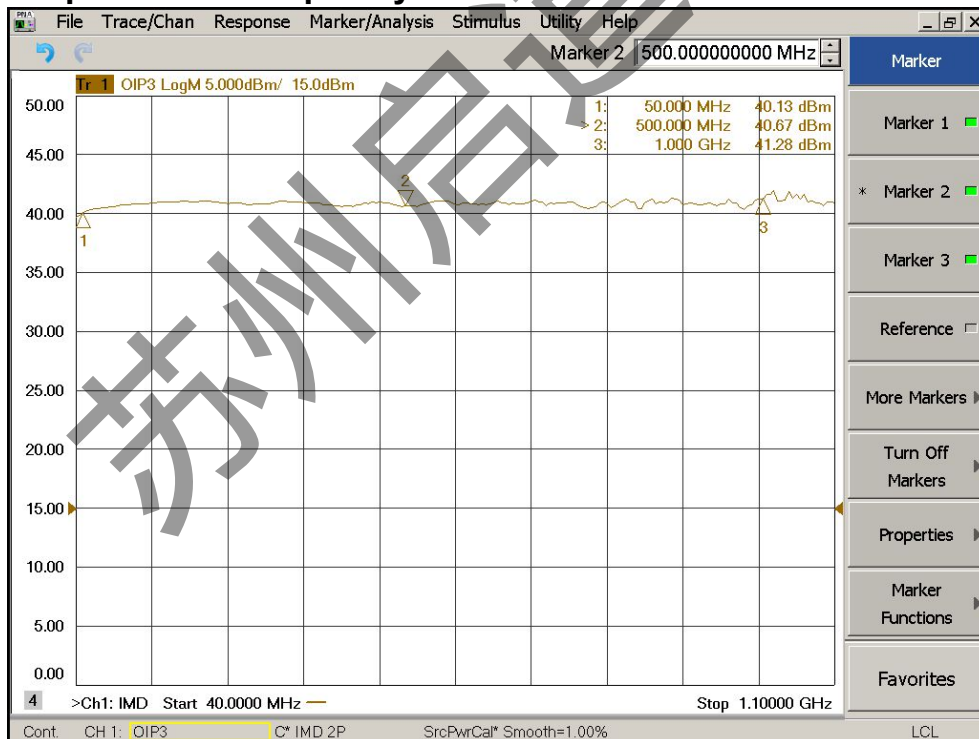 PNA
File Trace/Chan Response Marker/Analysis Stimulus Utility Help
Marker 2 500.000000000 MHz
Marker
Tr 1 OIP3 LogM 5.000dBm/ 15.0dBm
50.00
1: 50.000 MHz 40.13 dBm
> 2: 500.000 MHz 40.67 dBm
3: 1.000 GHz 41.28 dBm
Marker 1
45.00
2
* Marker 2
40.00
1
3
Marker 3
35.00
Reference
30.00
25.00
More Markers
20.00
Turn Off
Markers
15.00
Properties
10.00
Marker
Functions
5.00
0.00
Favorites
4 >Ch1: IMD Start 40.0000 MHz
Stop 1.10000 GHz
Cont. CH 1: OIP3 C* IMD 2P SrcPwrCal* Smooth=1.00% LCL
苏州启造